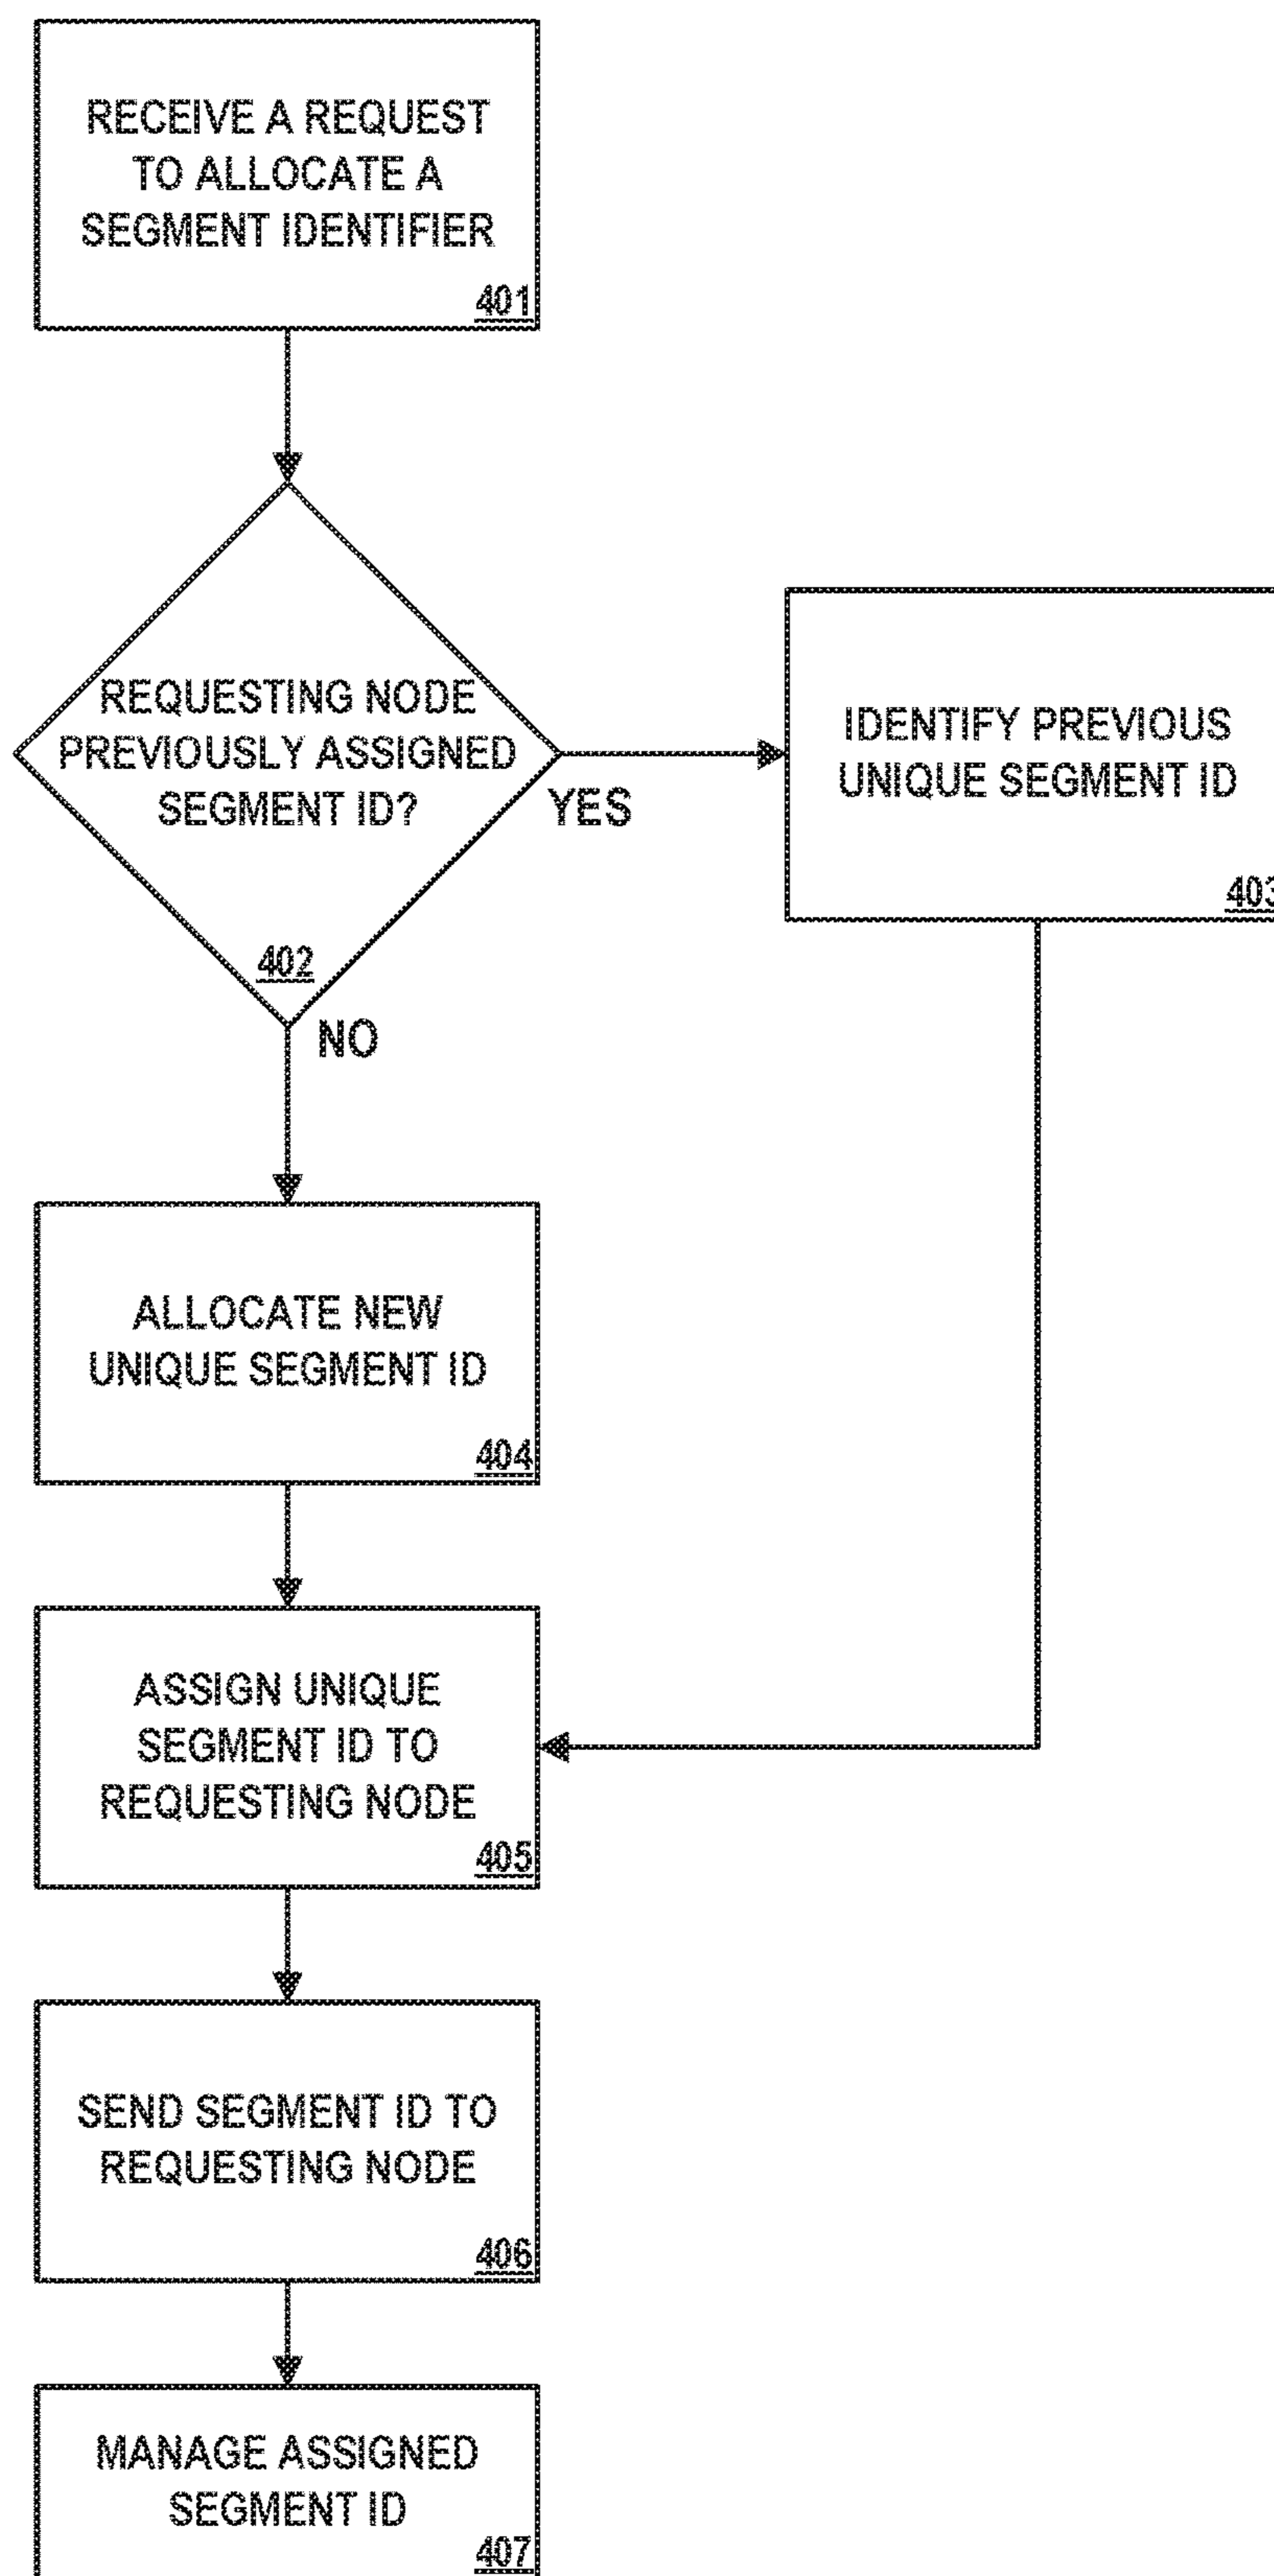 RECEIVE A REQUEST
TO ALLOCATE A
SEGMENT IDENTIFIER
401
REQUESTING NODE
PREVIOUSLY ASSIGNED
SEGMENT ID?
402
YES
NO
IDENTIFY PREVIOUS
UNIQUE SEGMENT ID
403
ALLOCATE NEW
UNIQUE SEGMENT ID
404
ASSIGN UNIQUE
SEGMENT ID TO
REQUESTING NODE
405
SEND SEGMENT ID TO
REQUESTING NODE
406
MANAGE ASSIGNED
SEGMENT ID
407